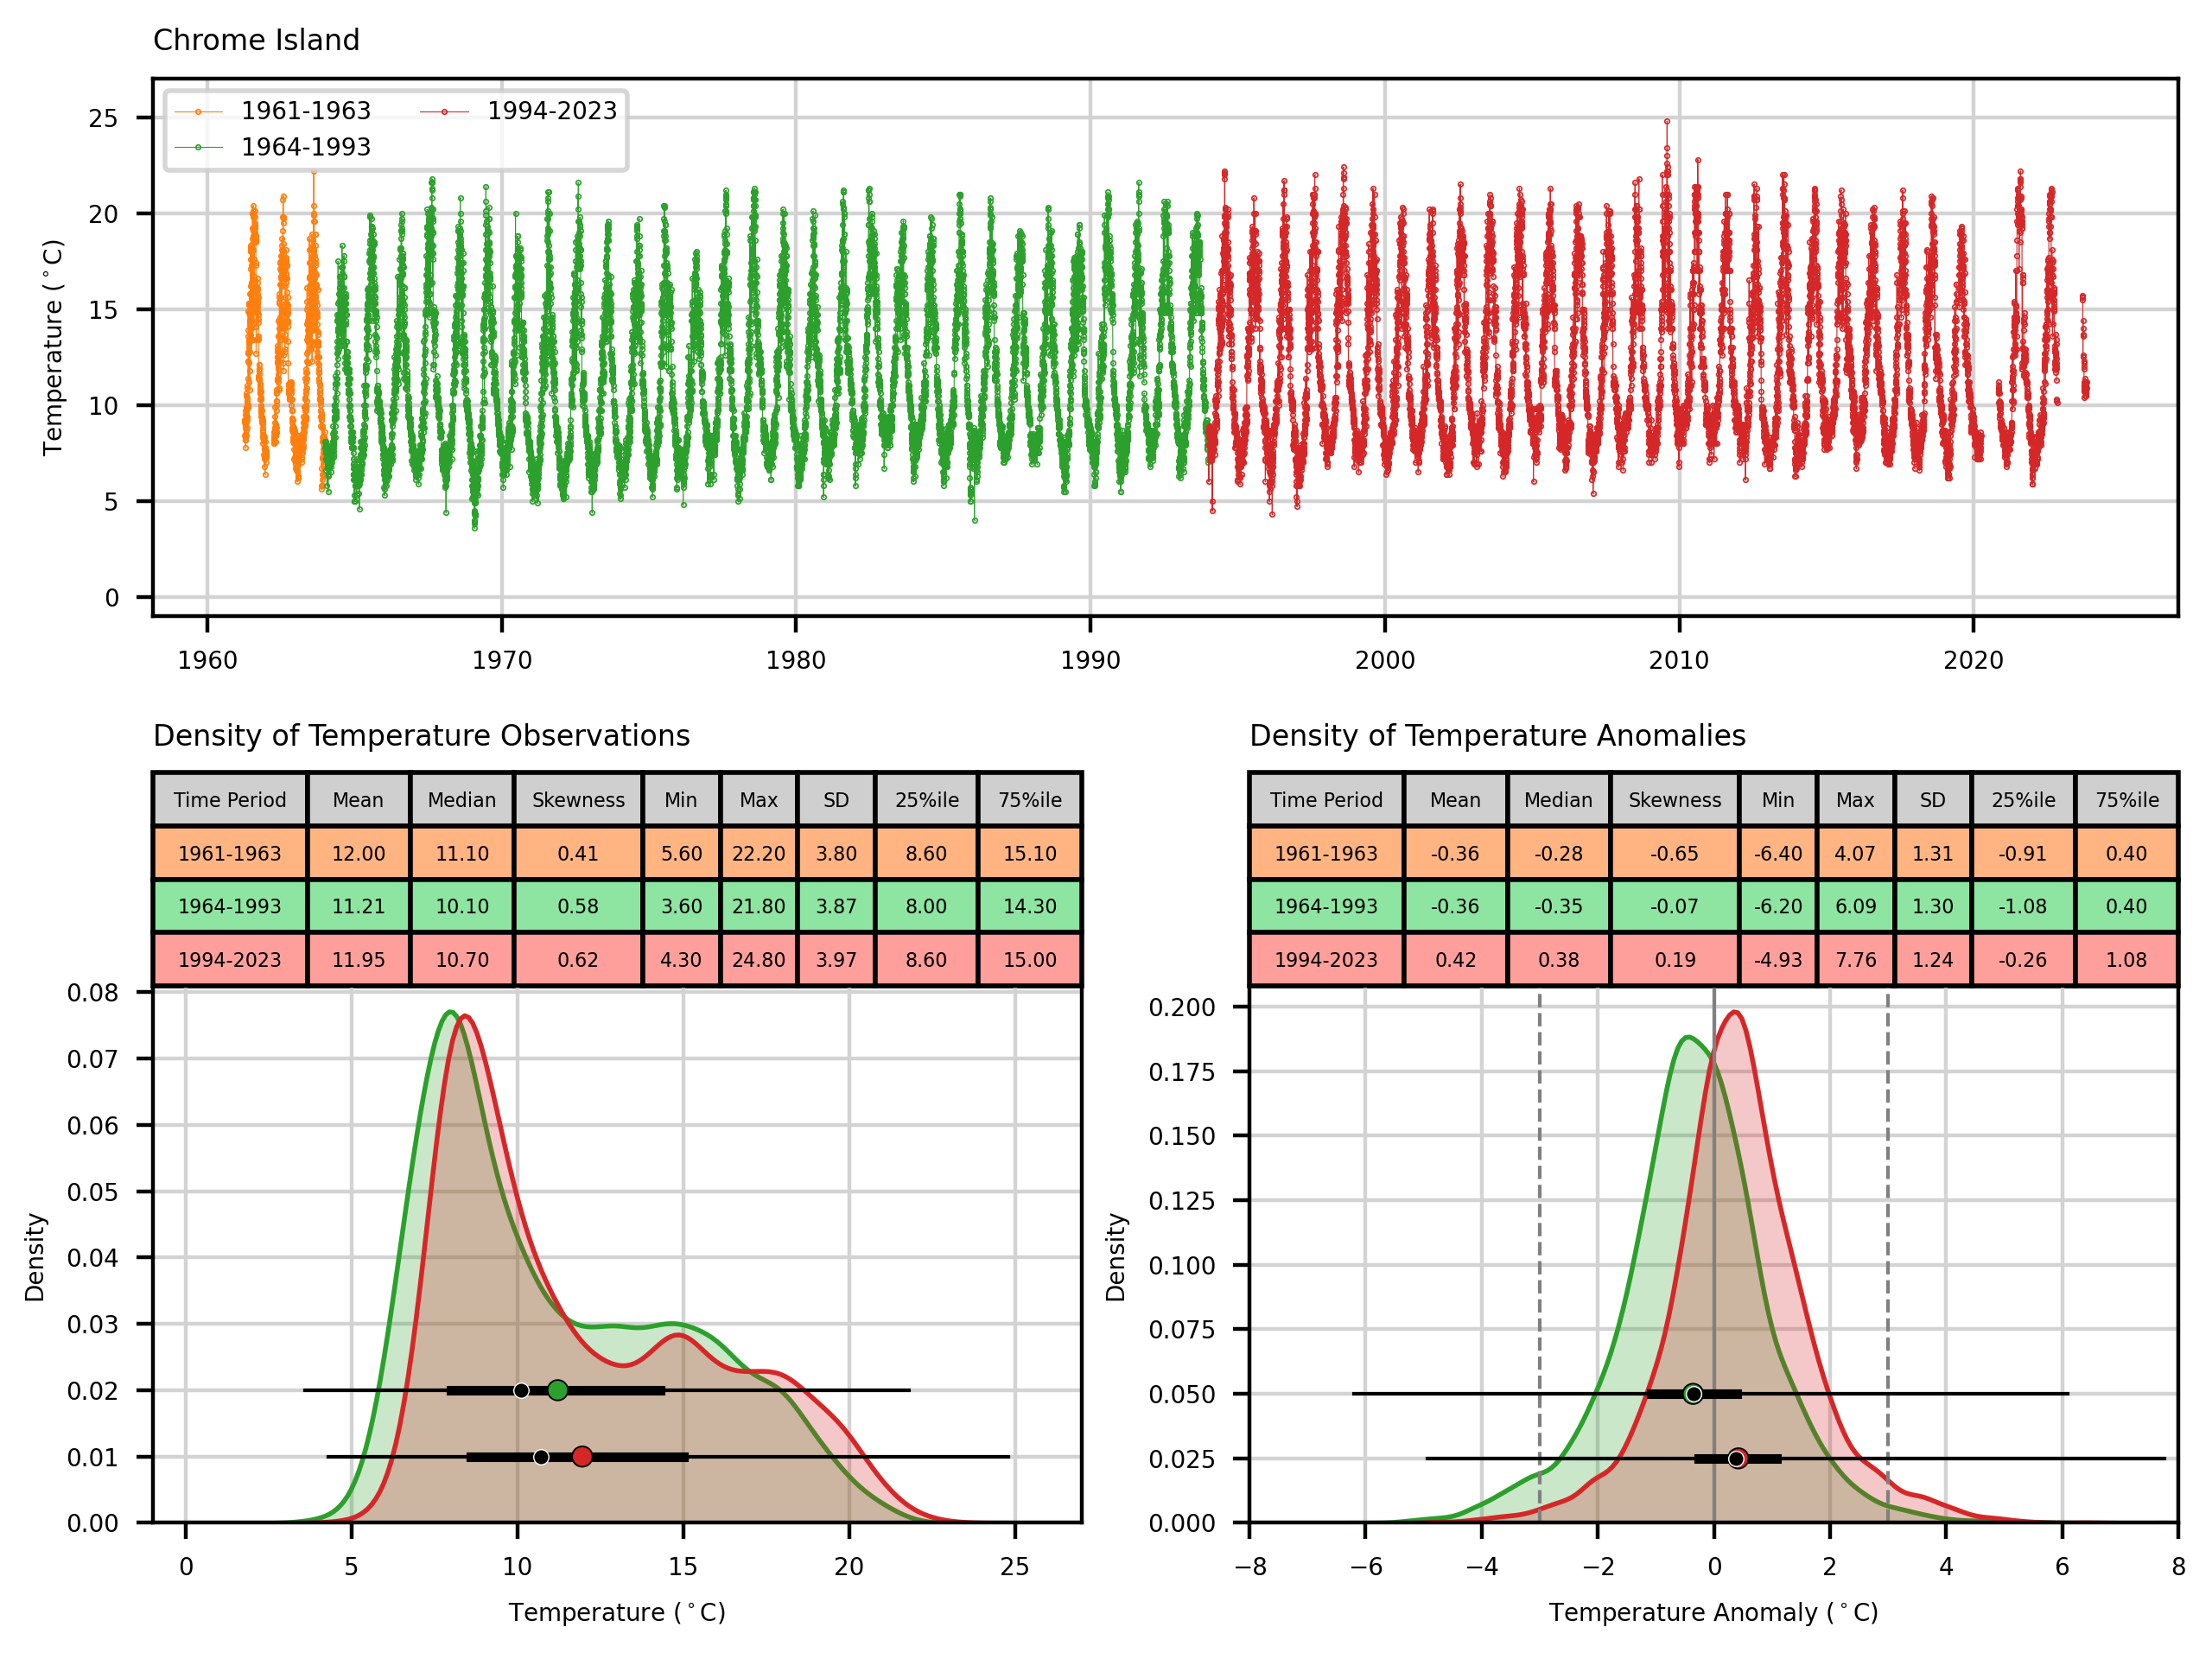 Chrome Island
1961-1963 1994-2023
1964-1993
25
20
15
10
5
0
Temperature (°C)
1960 1970 1980 1990 2000 2010 2020
Density of Temperature Observations
Time Period Mean Median Skewness Min Max SD 25%ile 75%ile
1961-1963 12.00 11.10 0.41 5.60 22.20 3.80 8.60 15.10
1964-1993 11.21 10.10 0.58 3.60 21.80 3.87 8.00 14.30
1994-2023 11.95 10.70 0.62 4.30 24.80 3.97 8.60 15.00
0.08
0.07
0.06
0.05
0.04
0.03
0.02
0.01
0.00
Density
0 5 10 15 20 25
Temperature (°C)
Density of Temperature Anomalies
Time Period Mean Median Skewness Min Max SD 25%ile 75%ile
1961-1963 -0.36 -0.28 -0.65 -6.40 4.07 1.31 -0.91 0.40
1964-1993 -0.36 -0.35 -0.07 -6.20 6.09 1.30 -1.08 0.40
1994-2023 0.42 0.38 0.19 -4.93 7.76 1.24 -0.26 1.08
0.200
0.175
0.150
0.125
0.100
0.075
0.050
0.025
0.000
Density
−8 −6 −4 −2 0 2 4 6 8
Temperature Anomaly (°C)